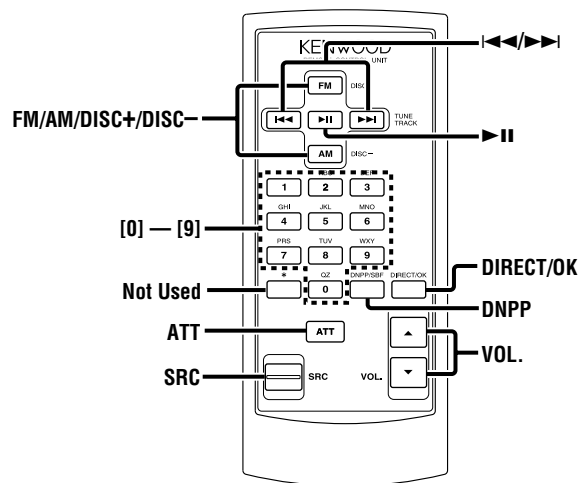 KENWOOD
UNIT
FM
DISC
TUNE
TRACK
AM
DISC−
ABC
DEF
1
2
3
GHI
JKL
MNO
4
5
6
PRS
TUV
WXY
7
8
9
*
QZ
DNPP/SBF
DIRECT/OK
0
ATT
SRC
VOL.
FM/AM/DISC+/DISC−
[0] — [9]
Not Used
ATT
SRC
DIRECT/OK
DNPP
VOL.